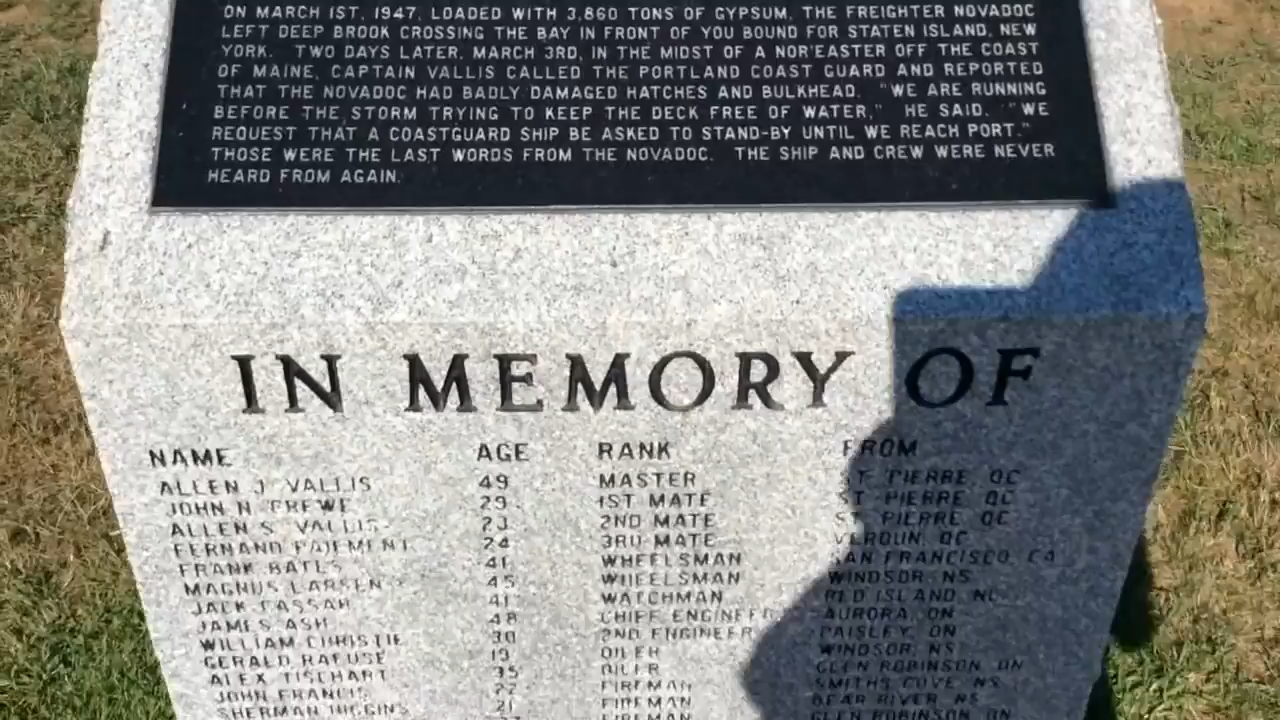 ON MARCH 1ST, 1947, LOADED WITH 3,860 TONS OF GYPSUM, THE FREIGHTER NOVADOC
LEFT DEEP BROOK CROSSING THE BAY IN FRONT OF YOU BOUND FOR STATEN ISLAND, NEW
YORK. TWO DAYS LATER, MARCH 3RD, IN THE MIDST OF A NOR'EASTER OFF THE COAST
OF MAINE, CAPTAIN VALLIS CALLED THE PORTLAND COAST GUARD AND REPORTED
THAT THE NOVADOC HAD BADLY DAMAGED HATCHES AND BULKHEAD. "WE ARE RUNNING
BEFORE THE STORM TRYING TO KEEP THE DECK FREE OF WATER," HE SAID. "WE
REQUEST THAT A COASTGUARD SHIP BE ASKED TO STAND-BY UNTIL WE REACH PORT."
THOSE WERE THE LAST WORDS FROM THE NOVADOC. THE SHIP AND CREW WERE NEVER
HEARD FROM AGAIN.
IN MEMORY OF
NAME AGE RANK FROM
ALLEN J. VALLIS 49 MASTER ST PIERRE QC
JOHN N CREWE 29 1ST MATE ST PIERRE QC
ALLEN S VALLIS 23 2ND MATE ST PIERRE QC
FERNAND PAIEMENT 24 3RD MATE VERDUN, QC
FRANK BATES 41 WHEELSMAN SAN FRANCISCO, CA
MAGNUS LARSEN 45 WHEELSMAN WINDSOR, NS
JACK 41 WATCHMAN RED ISLAND NL
JAMES ASH 48 CHIEF ENGINEER AURORA, ON
WILLIAM CHRISTIE 30 2ND ENGINEER PAISLEY, ON
GERALD RAFUSE 19 OILER WINDSOR, NS
ALEX TISCHART 35 OILER GLEN ROBINSON, ON
JOHN FRANCIS 22 FIREMAN SMITHS COVE NS
SHERMAN HIGGINS 21 FIREMAN BEAR RIVER, NS
FIREMAN GLEN ROBINSON, ON